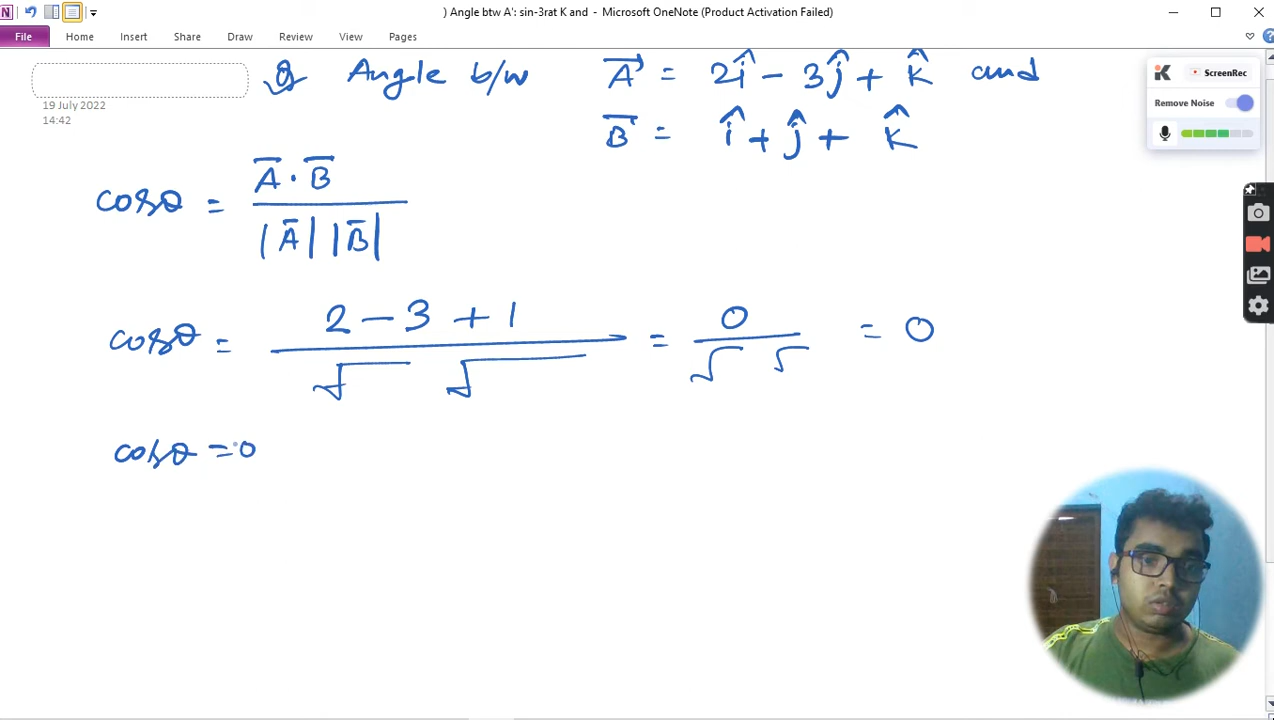 ) Angle btw A': sin-3rat K and - Microsoft OneNote (Product Activation Failed)
File Home Insert Share Draw Review View Pages
ScreenRec
Remove Noise
19 July 2022
14:42
Q Angle b/w A⃗ = 2î - 3ĵ + k̂ and
B̅ = î + ĵ + k̂
cosθ = A̅ · B̅ / |A̅| |B̅|
cosθ = 2 - 3 + 1 / √ √ = 0 / √ √ = 0
cosθ = 0